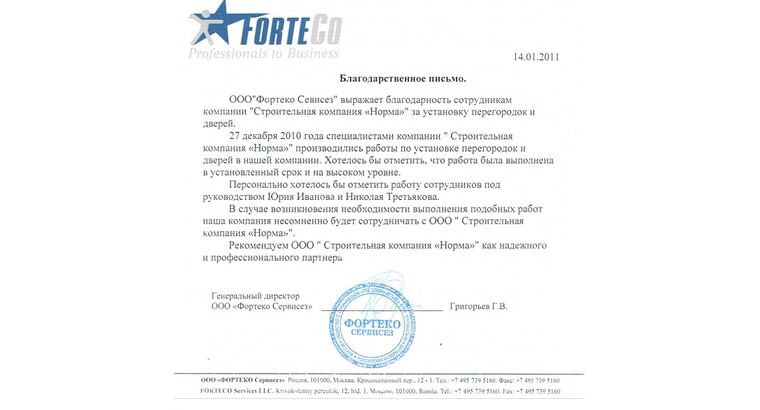 FORTECO
Professionals to Business
14.01.2011
Благодарственное письмо.
ООО"Фортеко Севисез" выражает благодарность сотрудникам
компании "Строительная компания «Норма»" за установку перегородок и
дверей.
27 декабря 2010 года специалистами компании " Строительная
компания «Норма»" производились работы по установке перегородок и
дверей в нашей компании. Хотелось бы отметить, что работа была выполнена
в установленный срок и на высоком уровне.
Персонально хотелось бы отметить работу сотрудников под
руководством Юрия Иванова и Николая Третьякова.
В случае возникновения необходимости выполнения подобных работ
наша компания несомненно будет сотрудничать с ООО " Строительная
компания «Норма»".
Рекомендуем ООО " Строительная компания «Норма»" как надежного
и профессионального партнера
Генеральный директор
ООО «Фортеко Сервисез»
Григорьев Г.В.
ФОРТЕКО
СЕРВИСЕЗ
ООО «ФОРТЕКО Сервисез» Россия, 101000, Москва, Кривоколенный пер., 12 - 1. Тел.: +7 495 739 5160. Факс: +7 495 739 5160
FORTECO Services LLC. Krivokolenny pereulok, 12, bld. 1, Moscow, 101000, Russia. Tel.: +7 495 739 5160. Fax: +7 495 739 5160